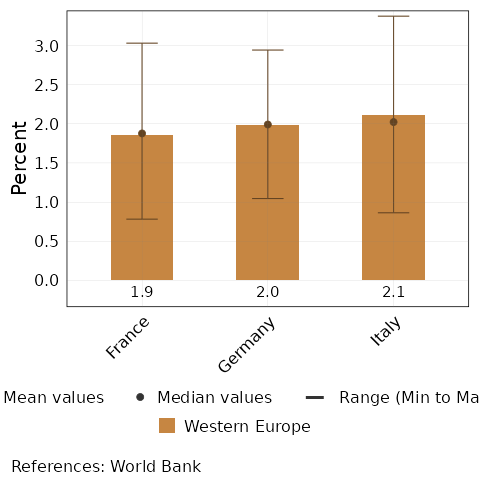 Percent
3.0
2.5
2.0
1.5
1.0
0.5
0.0
1.9 2.0 2.1
France Germany Italy
Mean values Median values Range (Min to Ma
Western Europe
References: World Bank